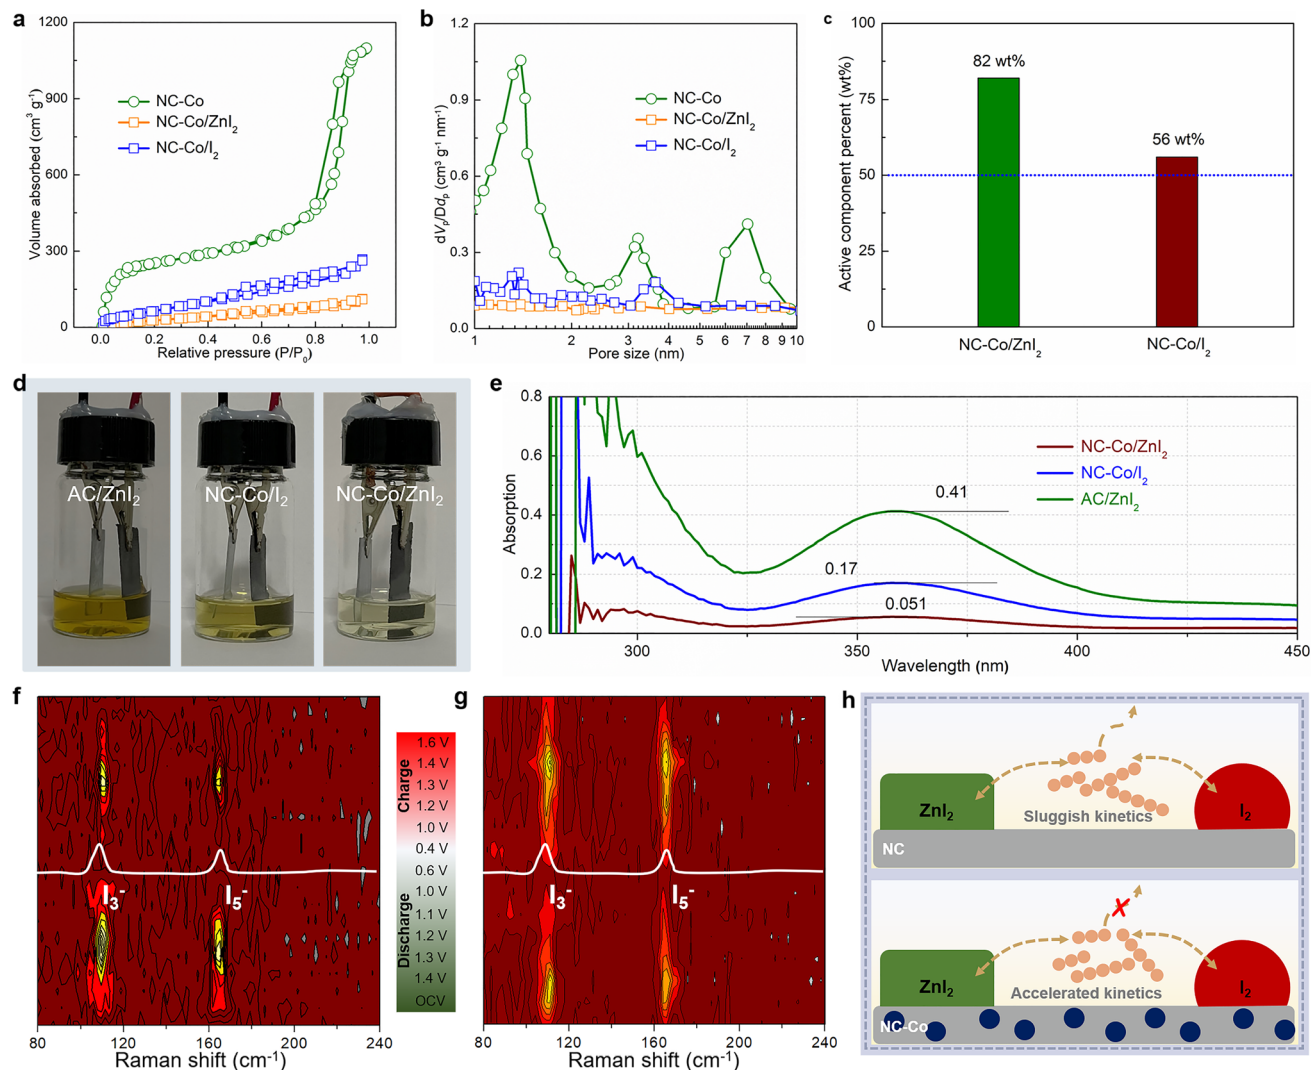 a
1200
900
600
300
0
Volume absorbed (cm³ g⁻¹)
NC-Co
NC-Co/ZnI₂
NC-Co/I₂
0.0 0.2 0.4 0.6 0.8 1.0
Relative pressure (P/P₀)
b
1.2
0.9
0.6
0.3
0.0
dVₚ/Ddₚ (cm³ g⁻¹ nm⁻¹)
NC-Co
NC-Co/ZnI₂
NC-Co/I₂
1 2 3 4 5 6 7 8 9 10
Pore size (nm)
c
100
75
50
25
0
Active component percent (wt%)
82 wt%
56 wt%
NC-Co/ZnI₂ NC-Co/I₂
d
AC/ZnI₂
NC-Co/I₂
NC-Co/ZnI₂
e
0.8
0.6
0.4
0.2
0.0
Absorption
NC-Co/ZnI₂
NC-Co/I₂
AC/ZnI₂
0.41
0.17
0.051
300 350 400 450
Wavelength (nm)
f
I₃⁻ I₅⁻
80 120 160 200 240
Raman shift (cm⁻¹)
Charge
Discharge
1.6 V
1.4 V
1.3 V
1.2 V
1.0 V
0.4 V
0.6 V
1.0 V
1.1 V
1.2 V
1.3 V
1.4 V
OCV
g
I₃⁻ I₅⁻
80 120 160 200 240
Raman shift (cm⁻¹)
h
ZnI₂
Sluggish kinetics
I₂
NC
ZnI₂
Accelerated kinetics
I₂
NC-Co